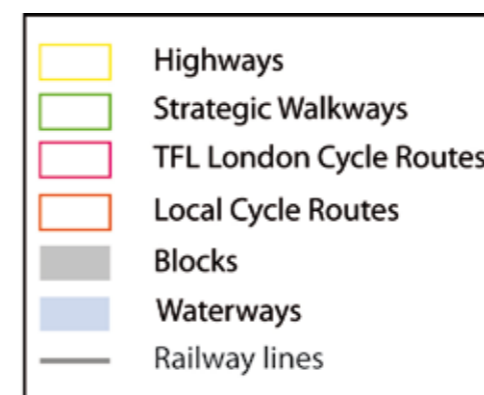 Highways
Strategic Walkways
TFL London Cycle Routes
Local Cycle Routes
Blocks
Waterways
Railway lines